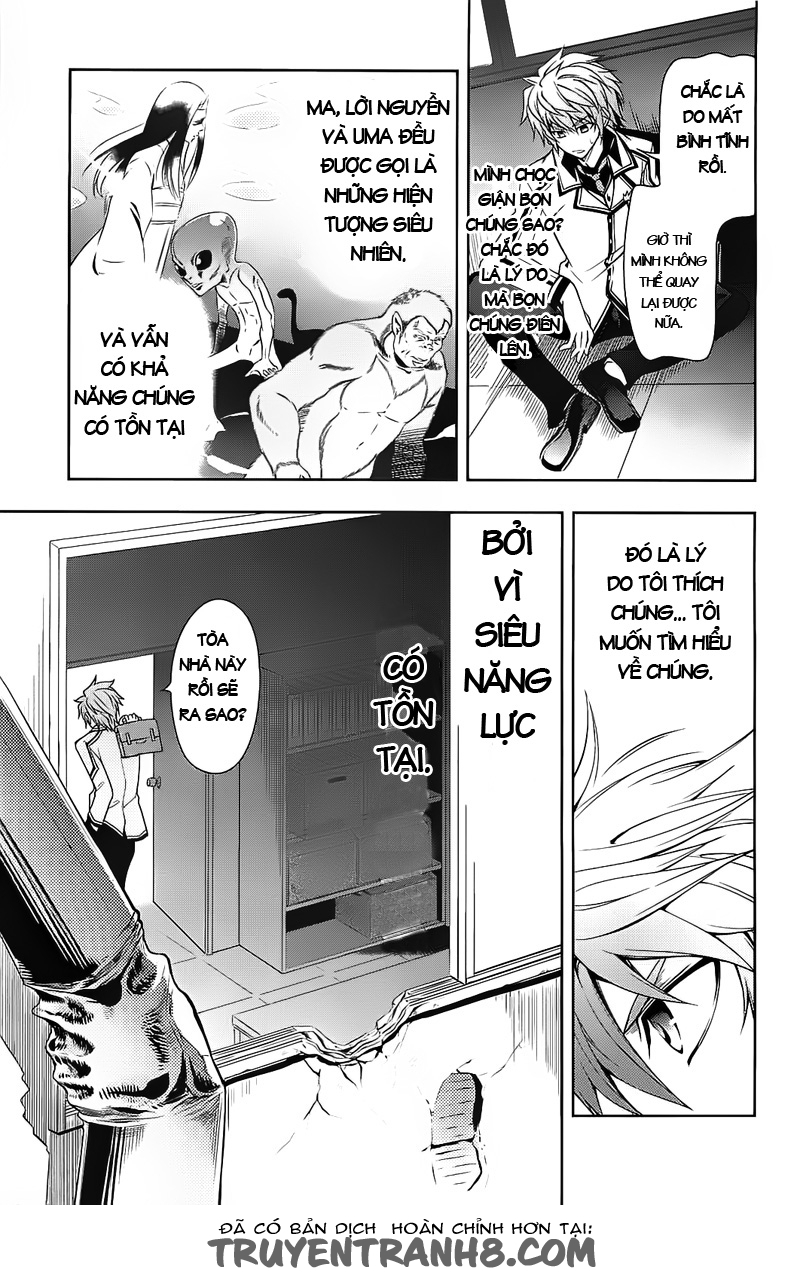 CHẮC LÀ
DO MẤT
BÌNH TĨNH
RỒI.
GIỜ THÌ
MÌNH KHÔNG
THỂ QUAY
LẠI ĐƯỢC
NỮA.
MÌNH CHỌC
GIẬN BỌN
CHÚNG SAO?
CHẮC ĐÓ
LÀ LÝ DO
MÀ BỌN
CHÚNG ĐIÊN
LÊN.
MA, LỜI NGUYỀN
VÀ UMA ĐỀU
ĐƯỢC GỌI LÀ
NHỮNG HIỆN
TƯỢNG SIÊU
NHIÊN.
VÀ VẪN
CÓ KHẢ
NĂNG CHÚNG
CÓ TỒN TẠI
ĐÓ LÀ LÝ
DO TÔI THÍCH
CHÚNG... TÔI
MUỐN TÌM HIỂU
VỀ CHÚNG.
BỞI
VÌ
SIÊU
NĂNG
LỰC
CÓ
TỒN
TẠI.
TÒA
NHÀ NÀY
RỒI SẼ
RA SAO?
ĐÃ CÓ BẢN DỊCH HOÀN CHỈNH HƠN TẠI:
TRUYENTRANH8.COM